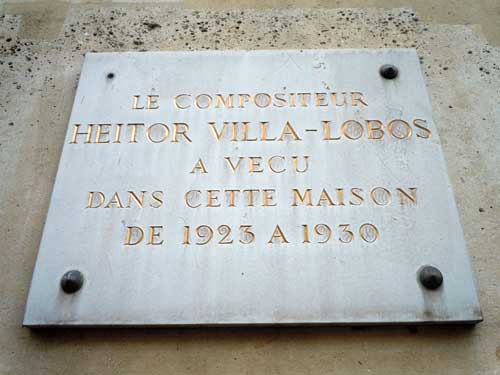 LE COMPOSITEUR
HEITOR VILLA-LOBOS
A VECU
DANS CETTE MAISON
DE 1923 A 1930